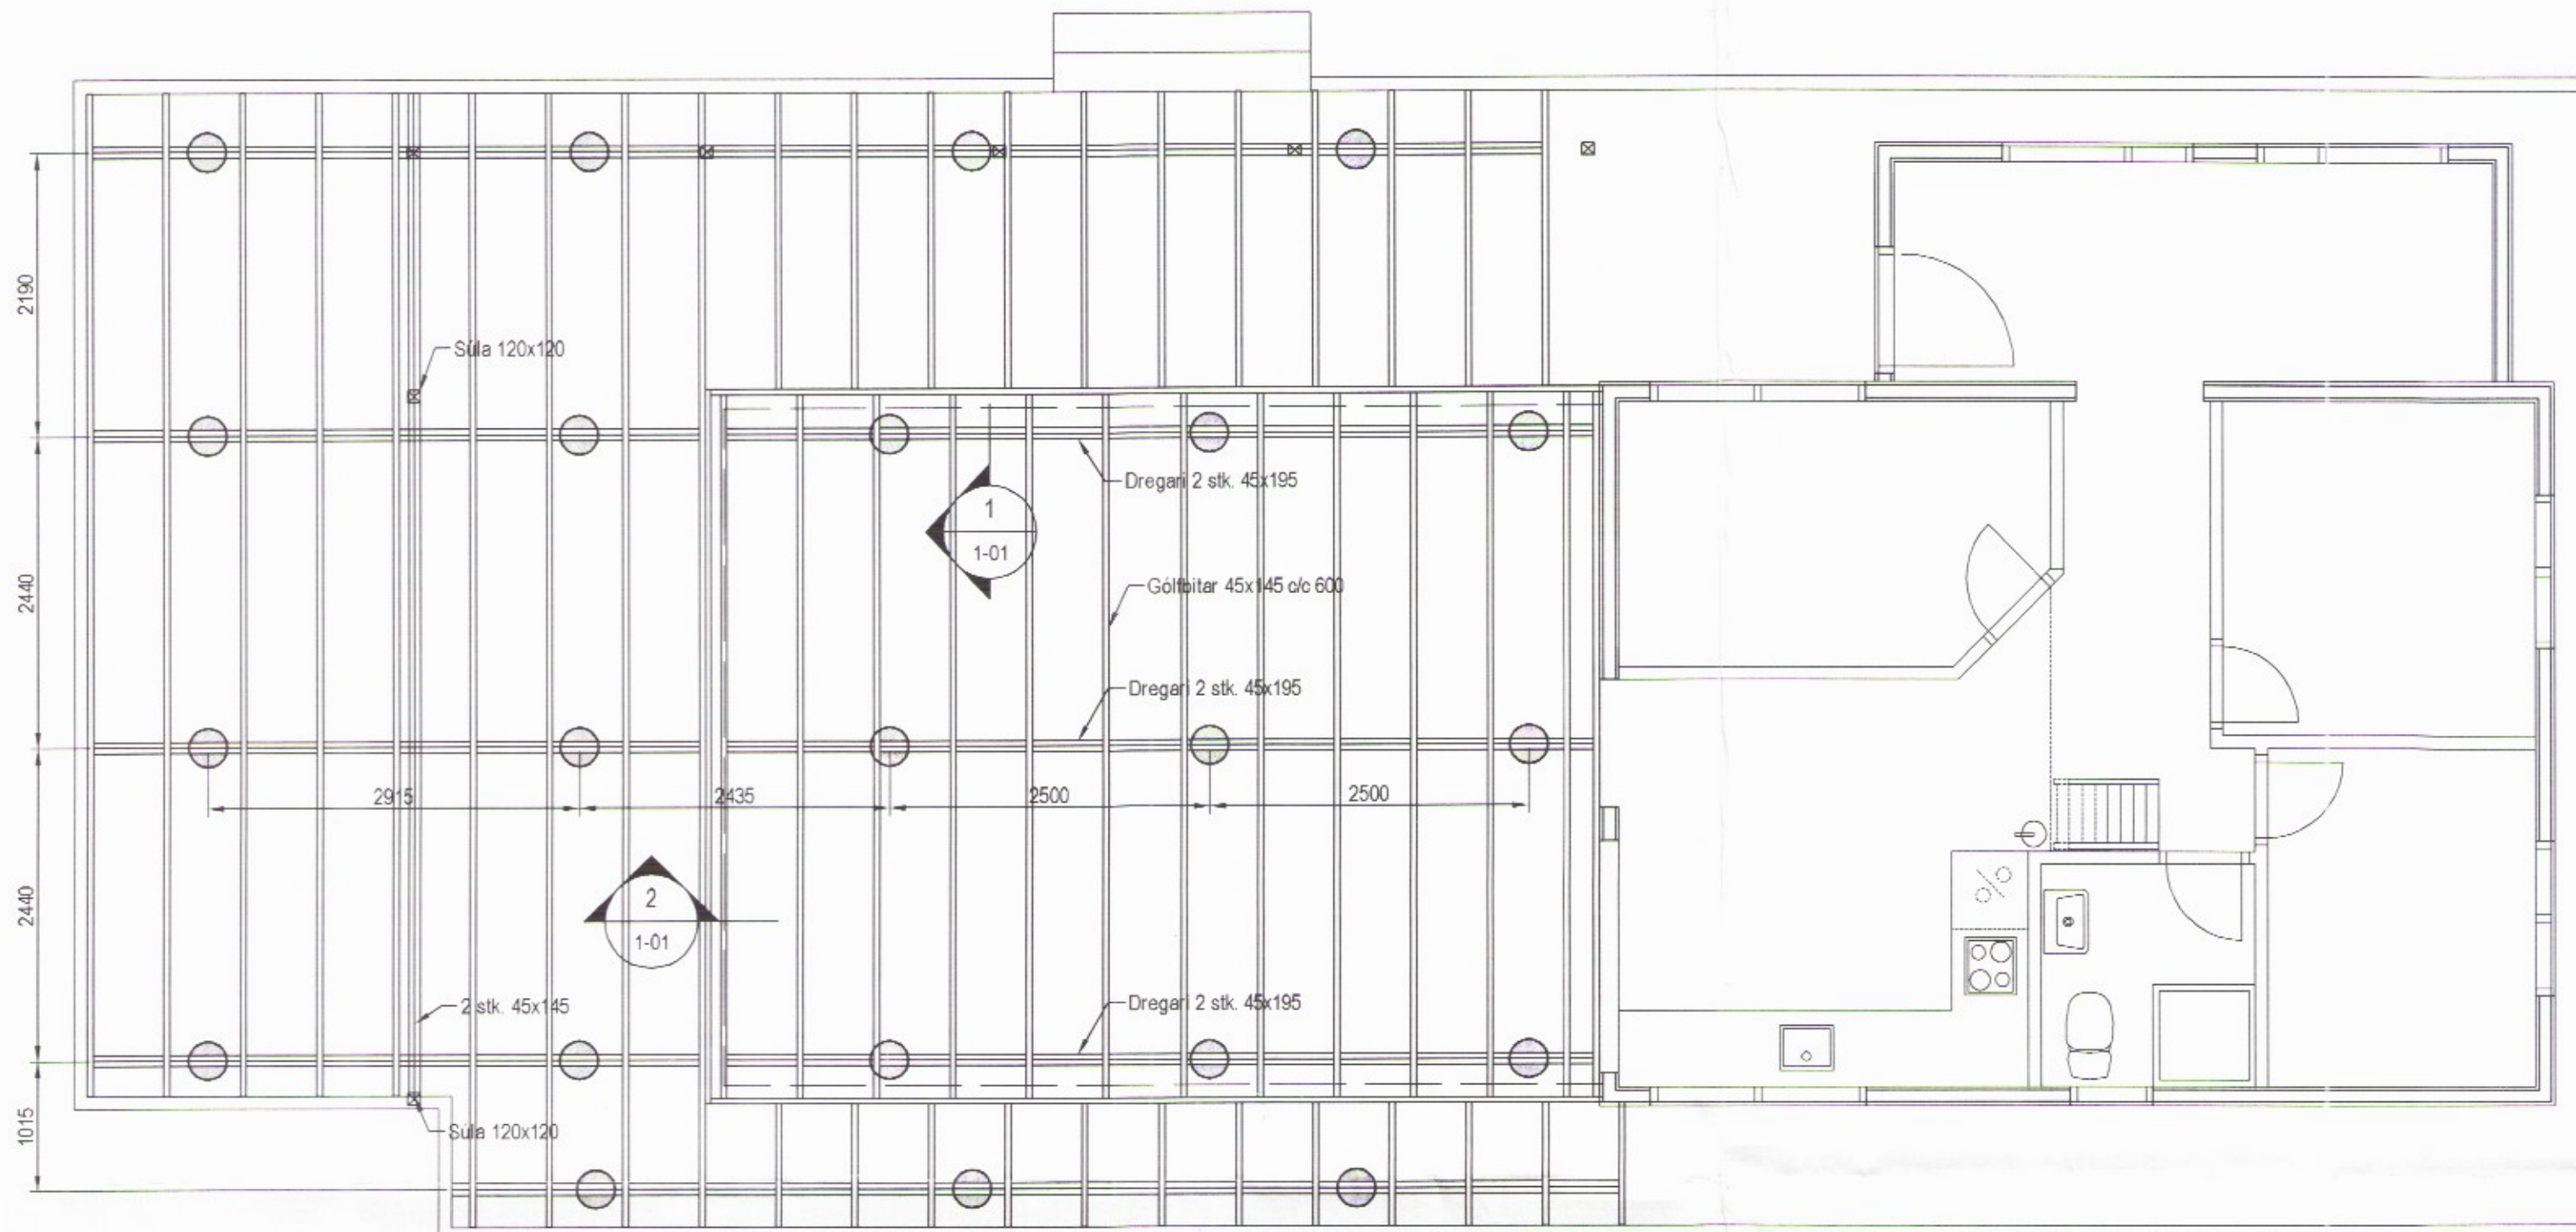 2190
Súla 120x120
Dregari 2 stk. 45x195
1
1-01
2440
Gólfbitar 45x145 c/c 600
Dregari 2 stk. 45x195
2915
2435
2500
2500
2440
2
1-01
2 stk. 45x145
Dregari 2 stk. 45x195
1015
Súla 120x120